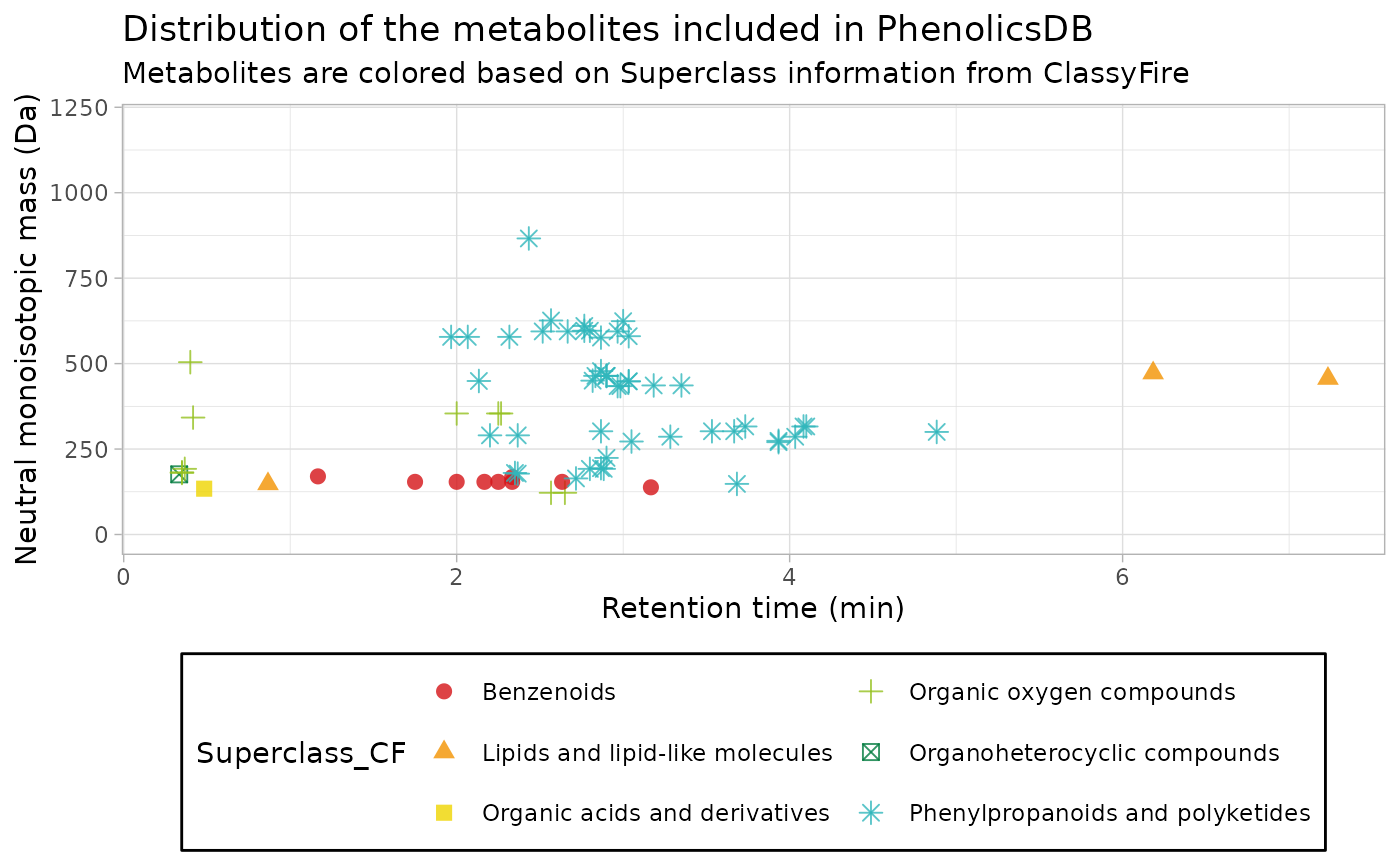 Distribution of the metabolites included in PhenolicsDB
Metabolites are colored based on Superclass information from ClassyFire
Neutral monoisotopic mass (Da)
1250
1000
750
500
250
0
0 2 4 6
Retention time (min)
Superclass_CF
Benzenoids
Lipids and lipid-like molecules
Organic acids and derivatives
Organic oxygen compounds
Organoheterocyclic compounds
Phenylpropanoids and polyketides